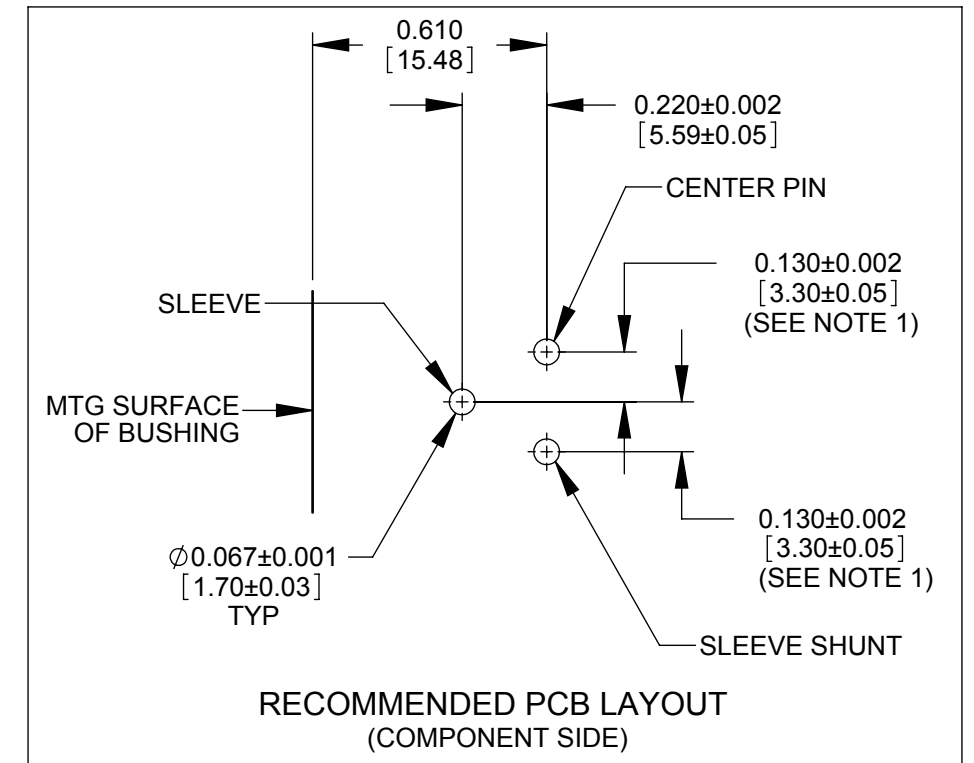 0.610
[15.48]
0.220±0.002
[5.59±0.05]
CENTER PIN
0.130±0.002
[3.30±0.05]
(SEE NOTE 1)
SLEEVE
MTG SURFACE
OF BUSHING
0.130±0.002
[3.30±0.05]
(SEE NOTE 1)
∅0.067±0.001
[1.70±0.03]
TYP
SLEEVE SHUNT
RECOMMENDED PCB LAYOUT
(COMPONENT SIDE)